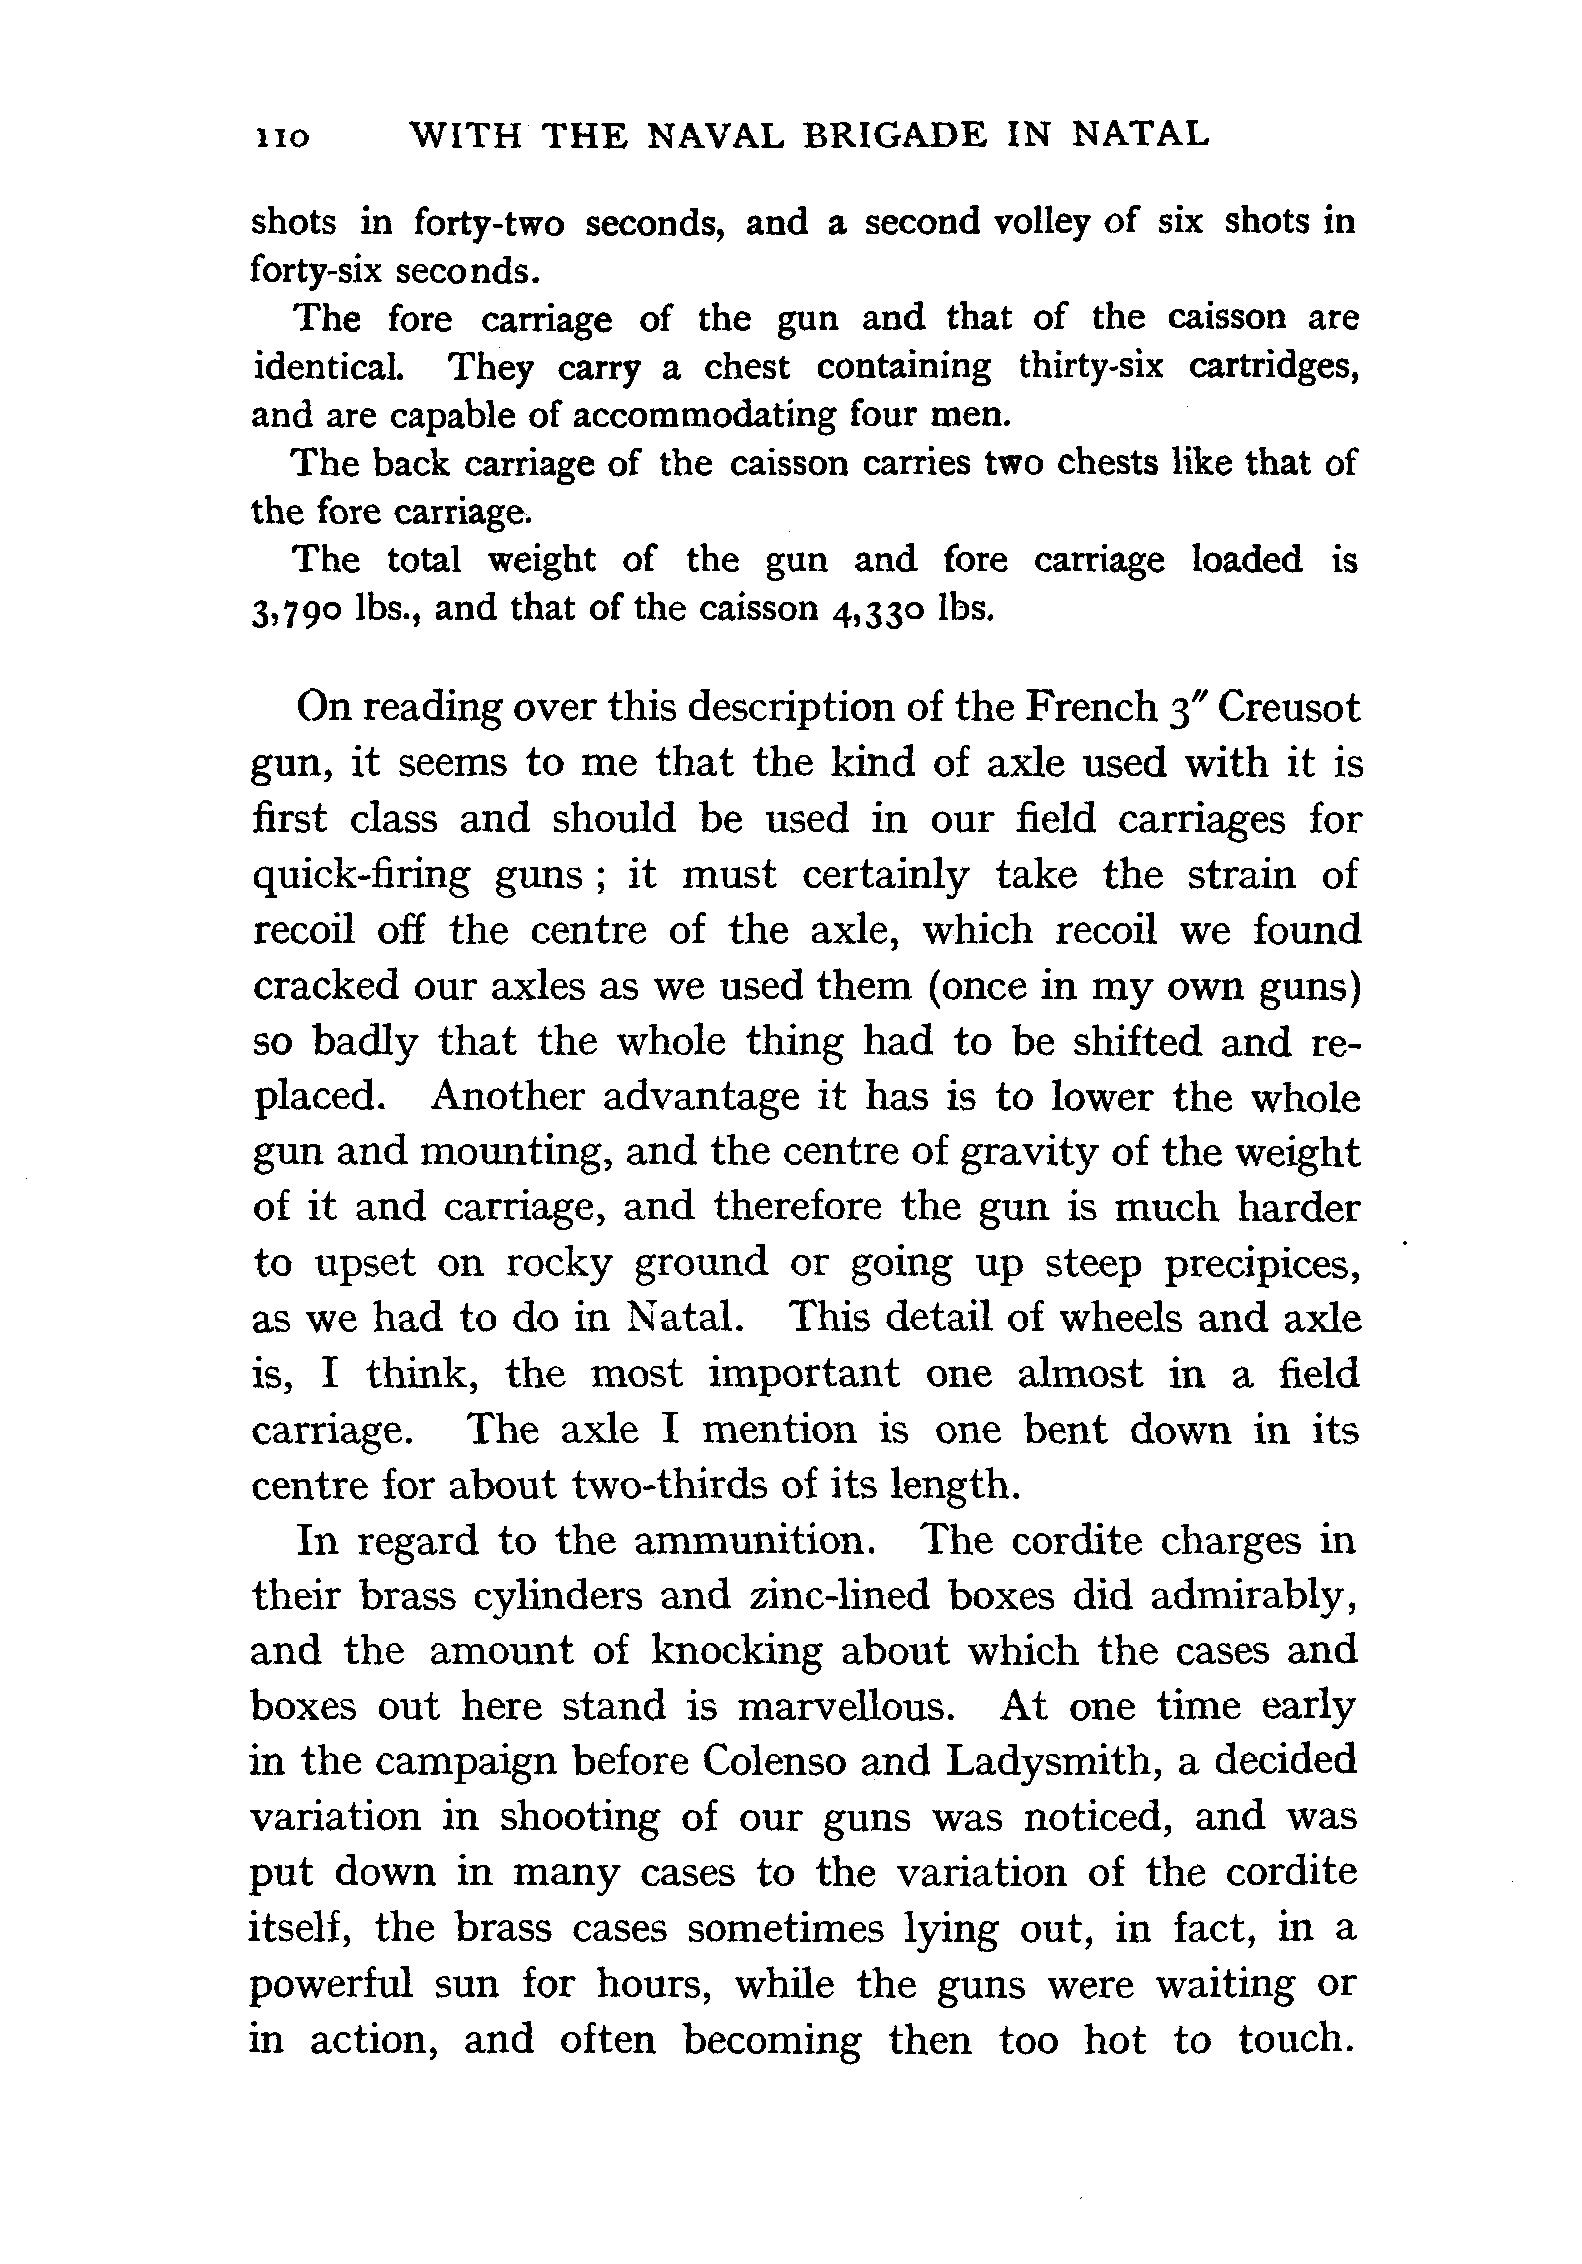 110 WITH THE NAVAL BRIGADE IN NATAL
shots in forty-two seconds, and a second volley of six shots in
forty-six seconds.
The fore carriage of the gun and that of the caisson are
identical. They carry a chest containing thirty-six cartridges,
and are capable of accommodating four men.
The back carriage of the caisson carries two chests like that of
the fore carriage.
The total weight of the gun and fore carriage loaded is
3,790 lbs., and that of the caisson 4,330 lbs.
On reading over this description of the French 3″ Creusot
gun, it seems to me that the kind of axle used with it is
first class and should be used in our field carriages for
quick-firing guns ; it must certainly take the strain of
recoil off the centre of the axle, which recoil we found
cracked our axles as we used them (once in my own guns)
so badly that the whole thing had to be shifted and re-
placed. Another advantage it has is to lower the whole
gun and mounting, and the centre of gravity of the weight
of it and carriage, and therefore the gun is much harder
to upset on rocky ground or going up steep precipices,
as we had to do in Natal. This detail of wheels and axle
is, I think, the most important one almost in a field
carriage. The axle I mention is one bent down in its
centre for about two-thirds of its length.
In regard to the ammunition. The cordite charges in
their brass cylinders and zinc-lined boxes did admirably,
and the amount of knocking about which the cases and
boxes out here stand is marvellous. At one time early
in the campaign before Colenso and Ladysmith, a decided
variation in shooting of our guns was noticed, and was
put down in many cases to the variation of the cordite
itself, the brass cases sometimes lying out, in fact, in a
powerful sun for hours, while the guns were waiting or
in action, and often becoming then too hot to touch.